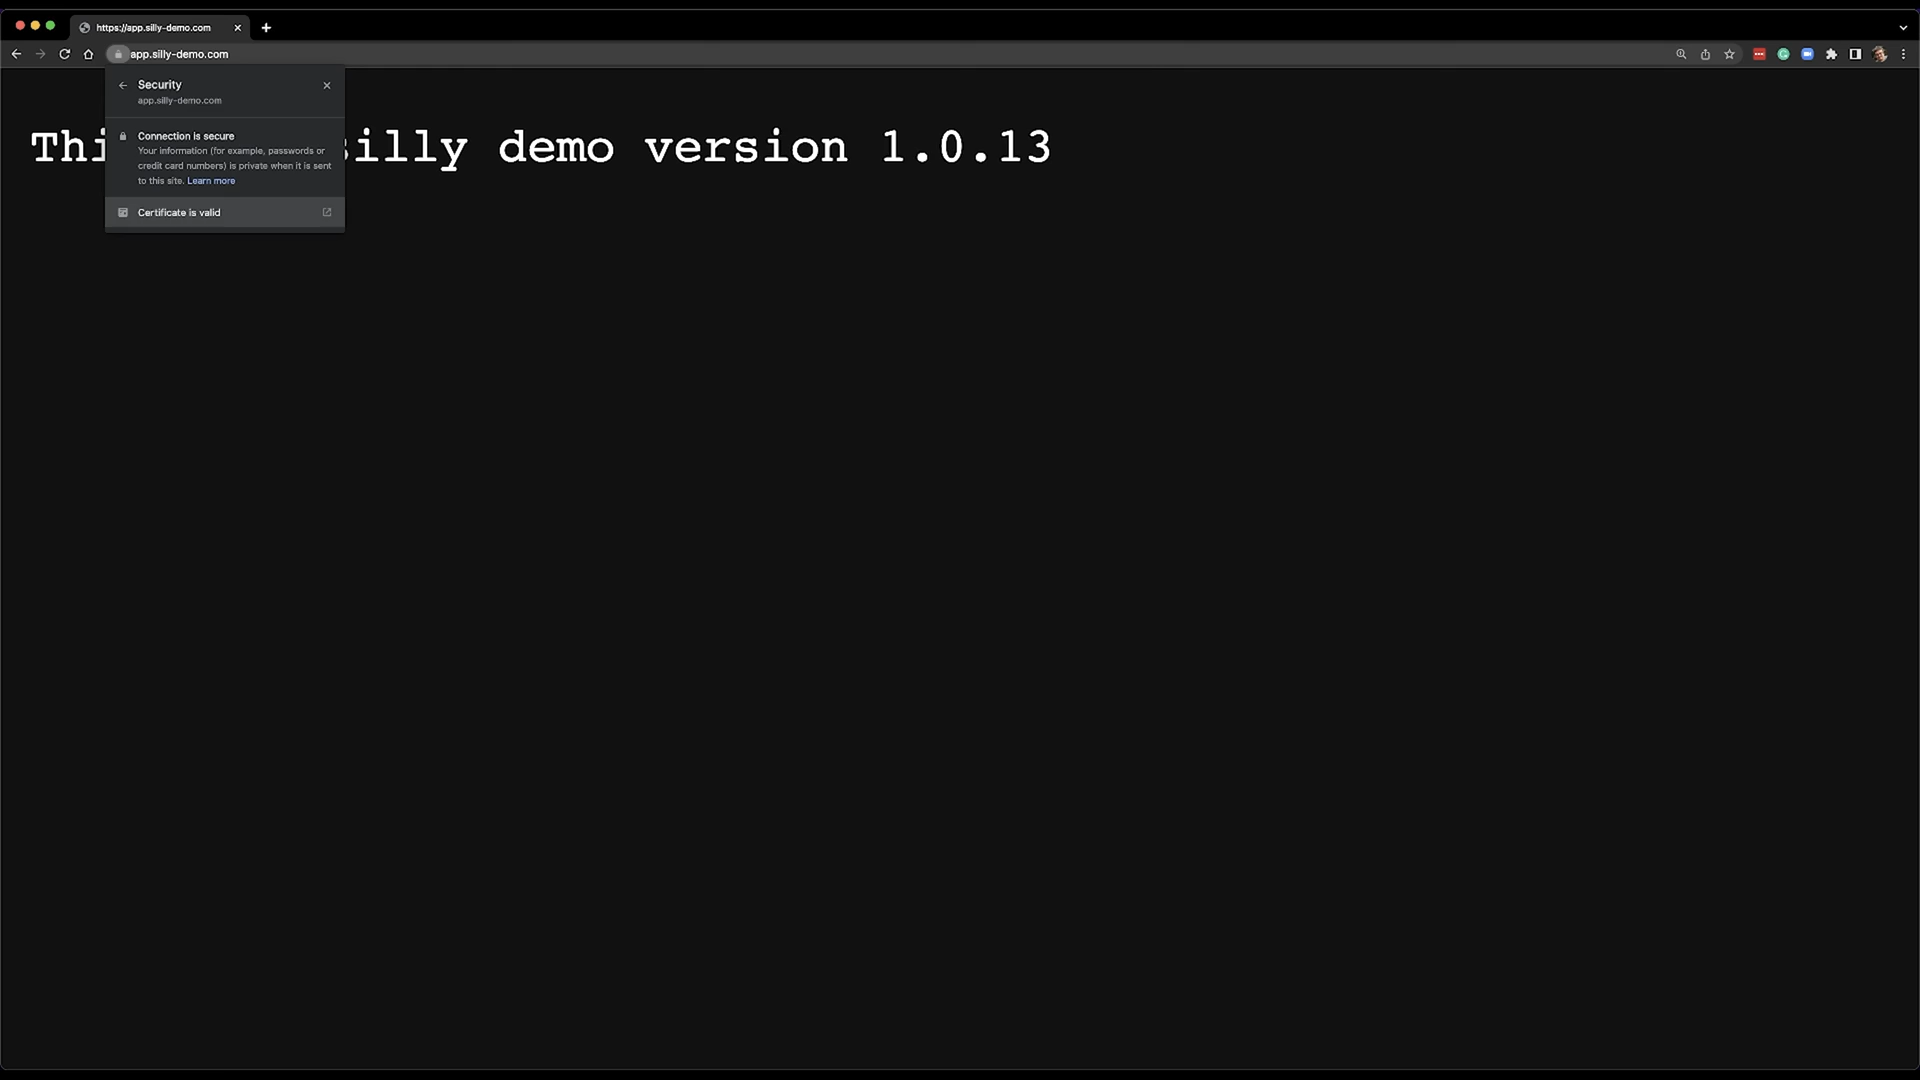 https://app.silly-demo.com
app.silly-demo.com
Security
app.silly-demo.com
Connection is secure
Your information (for example, passwords or
credit card numbers) is private when it is sent
to this site. Learn more
Certificate is valid
Thi silly demo version 1.0.13